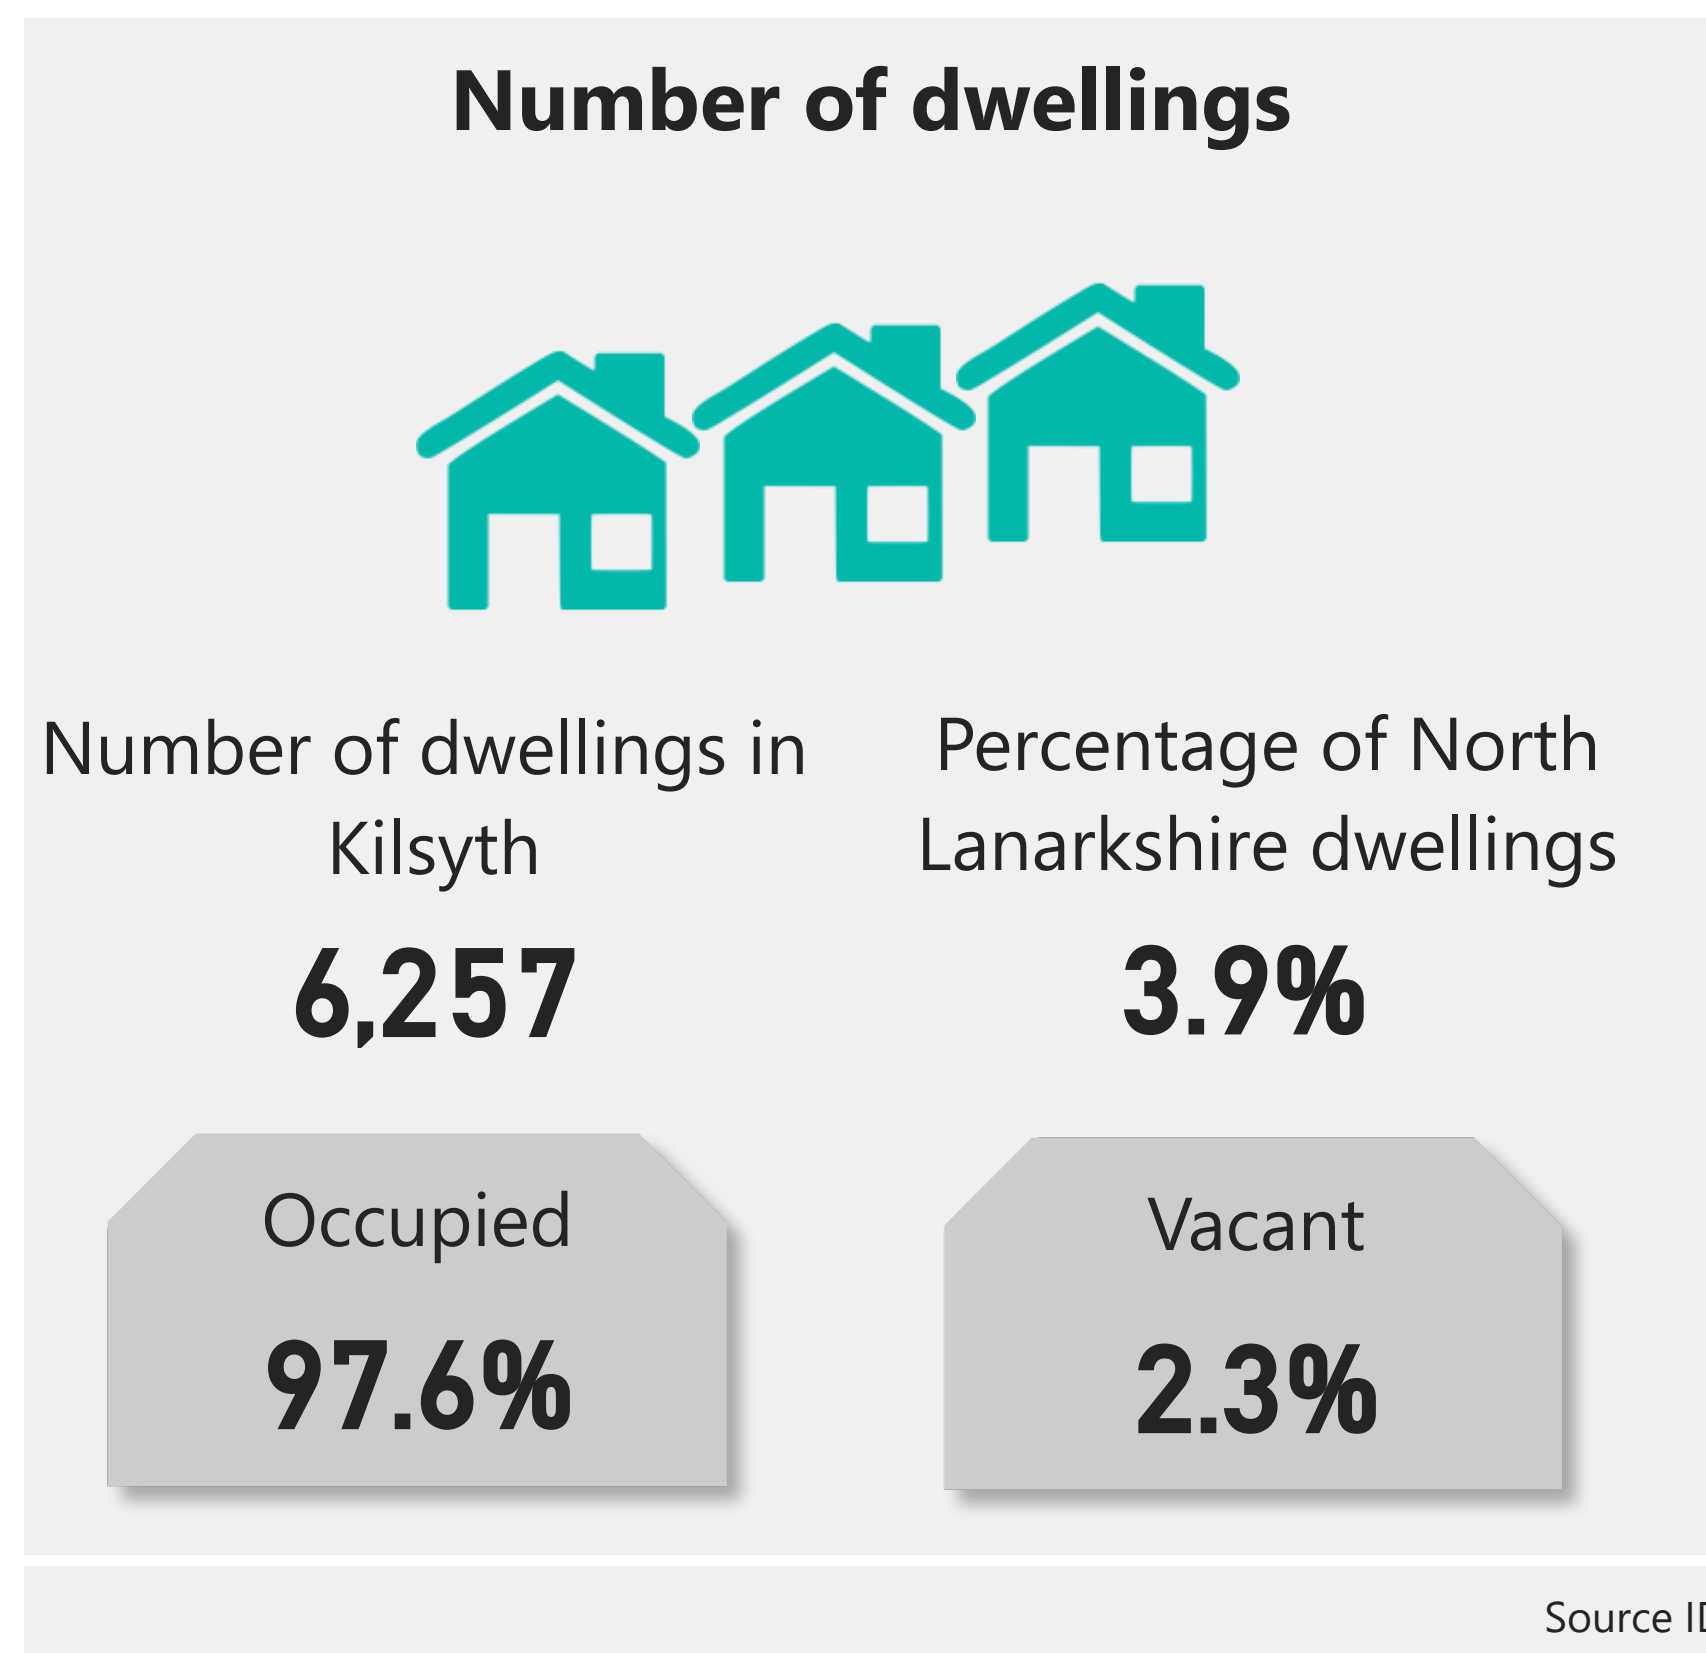 Number of dwellings
Number of dwellings in
Kilsyth
6,257
Percentage of North
Lanarkshire dwellings
3.9%
Occupied
97.6%
Vacant
2.3%
Source